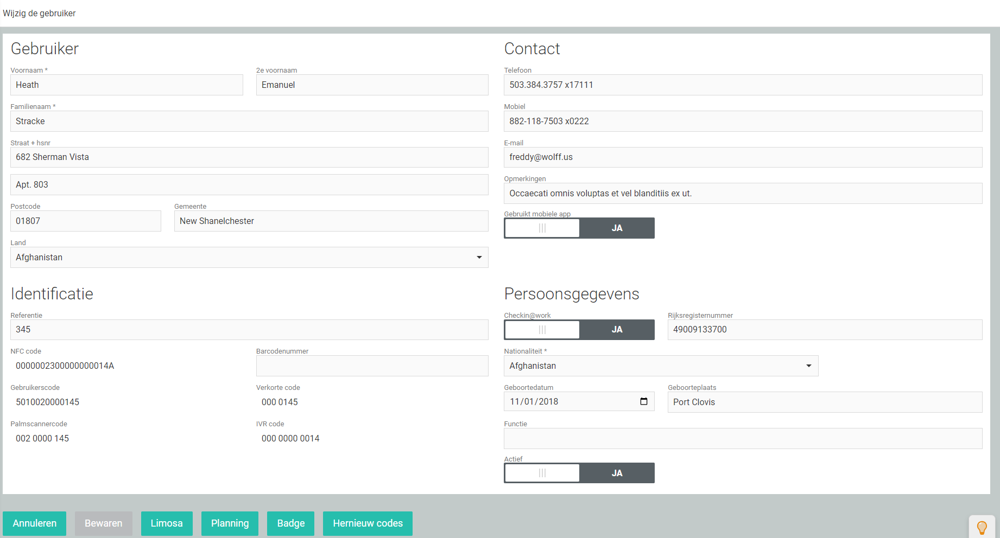 Wijzig de gebruiker
Gebruiker
Voornaam *
Heath
2e voornaam
Emanuel
Familienaam *
Stracke
Straat + hsnr
682 Sherman Vista
Apt. 803
Postcode
01807
Gemeente
New Shanelchester
Land
Afghanistan
Contact
Telefoon
503.384.3757 x17111
Mobiel
882-118-7503 x0222
E-mail
freddy@wolff.us
Opmerkingen
Occaecati omnis voluptas et vel blanditiis ex ut.
Gebruikt mobiele app
JA
Identificatie
Referentie
345
NFC code
0000002300000000014A
Barcodenummer
Gebruikerscode
5010020000145
Verkorte code
000 0145
Palmscannercode
002 0000 145
IVR code
000 0000 0014
Persoonsgegevens
Checkin@work
JA
Rijksregisternummer
49009133700
Nationaliteit *
Afghanistan
Geboortedatum
11/01/2018
Geboorteplaats
Port Clovis
Functie
Actief
JA
Annuleren
Bewaren
Limosa
Planning
Badge
Hernieuw codes